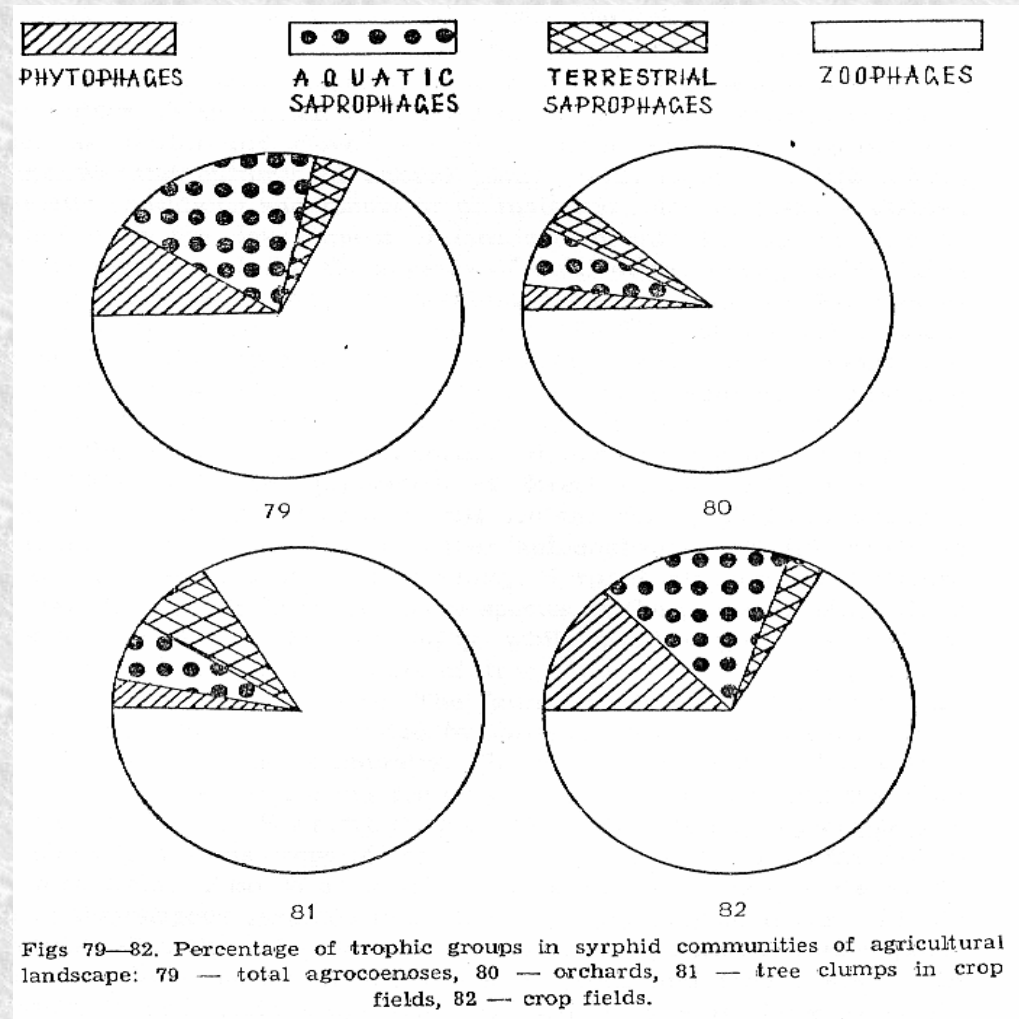 PHYTOPHAGES
AQUATIC
SAPROPHAGES
TERRESTRIAL
SAPROPHAGES
ZOOPHAGES
79
80
81
82
Figs 79—82. Percentage of trophic groups in syrphid communities of agricultural
landscape: 79 — total agrocoenoses, 80 — orchards, 81 — tree clumps in crop
fields, 82 — crop fields.